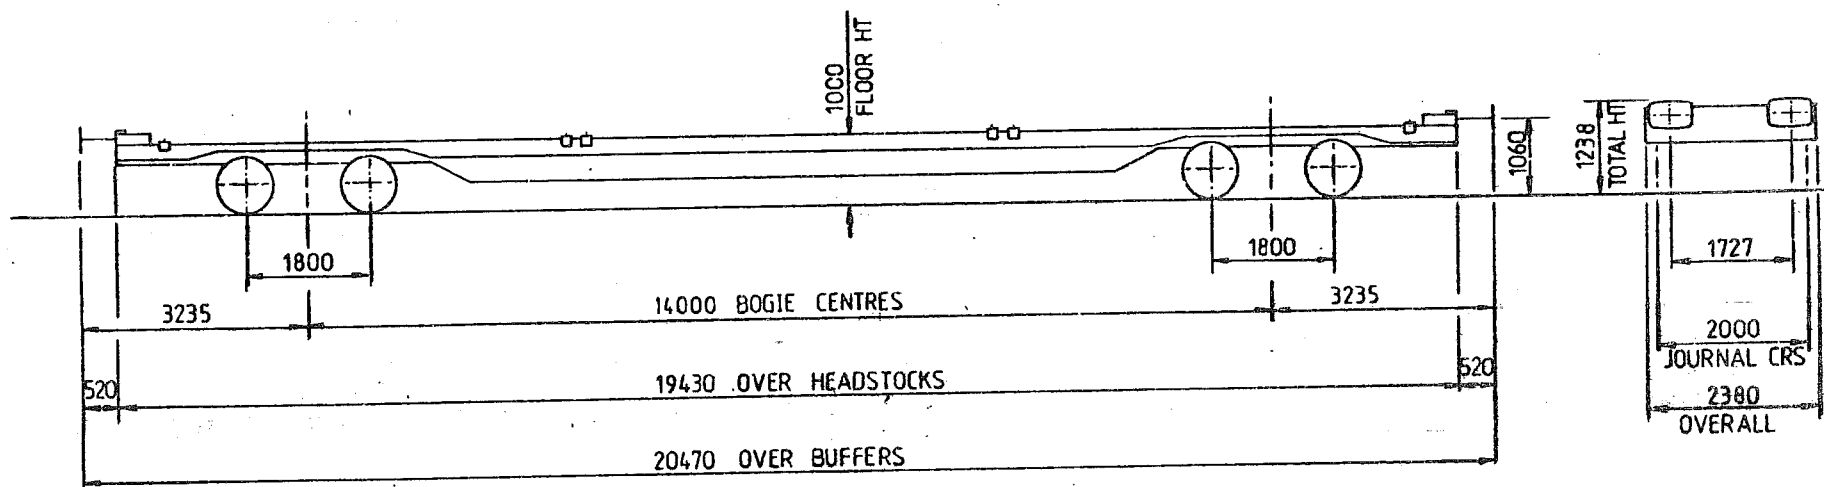 1000
FLOOR HT
1060
1238
TOTAL HT
1800
1800
1727
3235
14000 BOGIE CENTRES
3235
2000
JOURNAL CRS
520
19430 OVER HEADSTOCKS
520
2380
OVERALL
20470 OVER BUFFERS